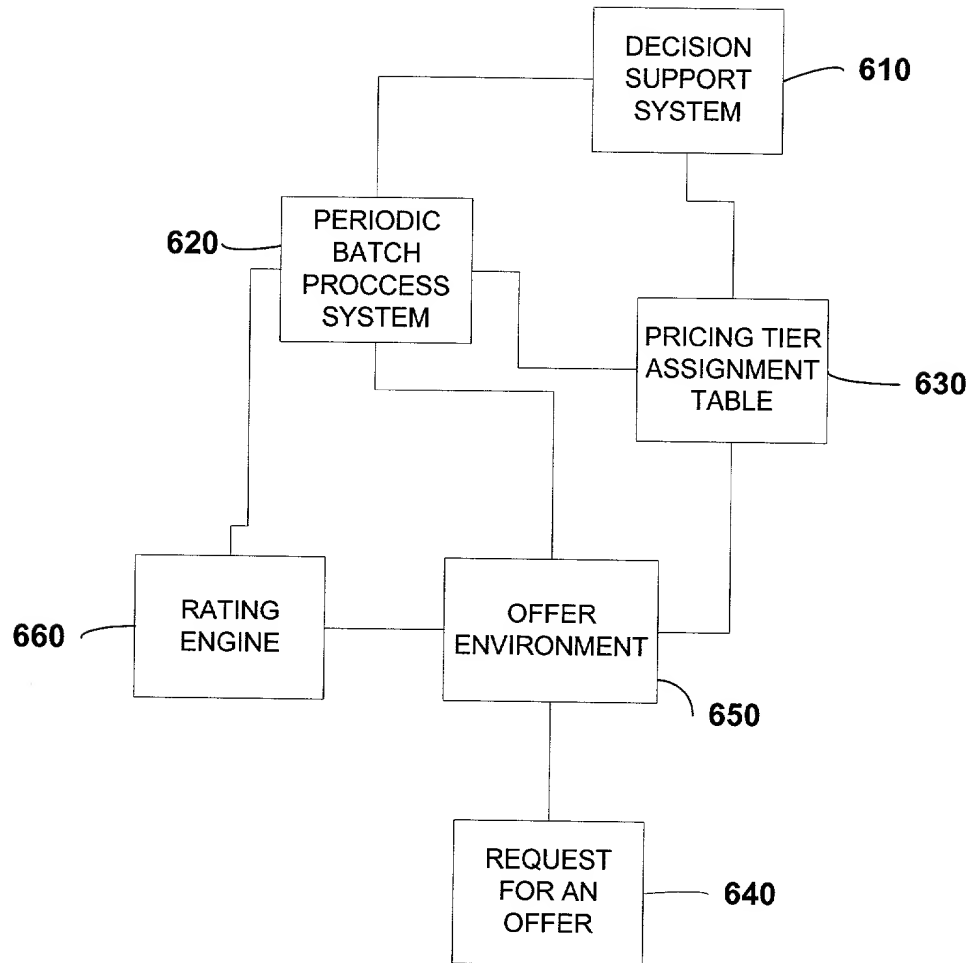 DECISION
SUPPORT
SYSTEM
610
PERIODIC
BATCH
PROCCESS
SYSTEM
620
PRICING TIER
ASSIGNMENT
TABLE
630
RATING
ENGINE
660
OFFER
ENVIRONMENT
650
REQUEST
FOR AN
OFFER
640